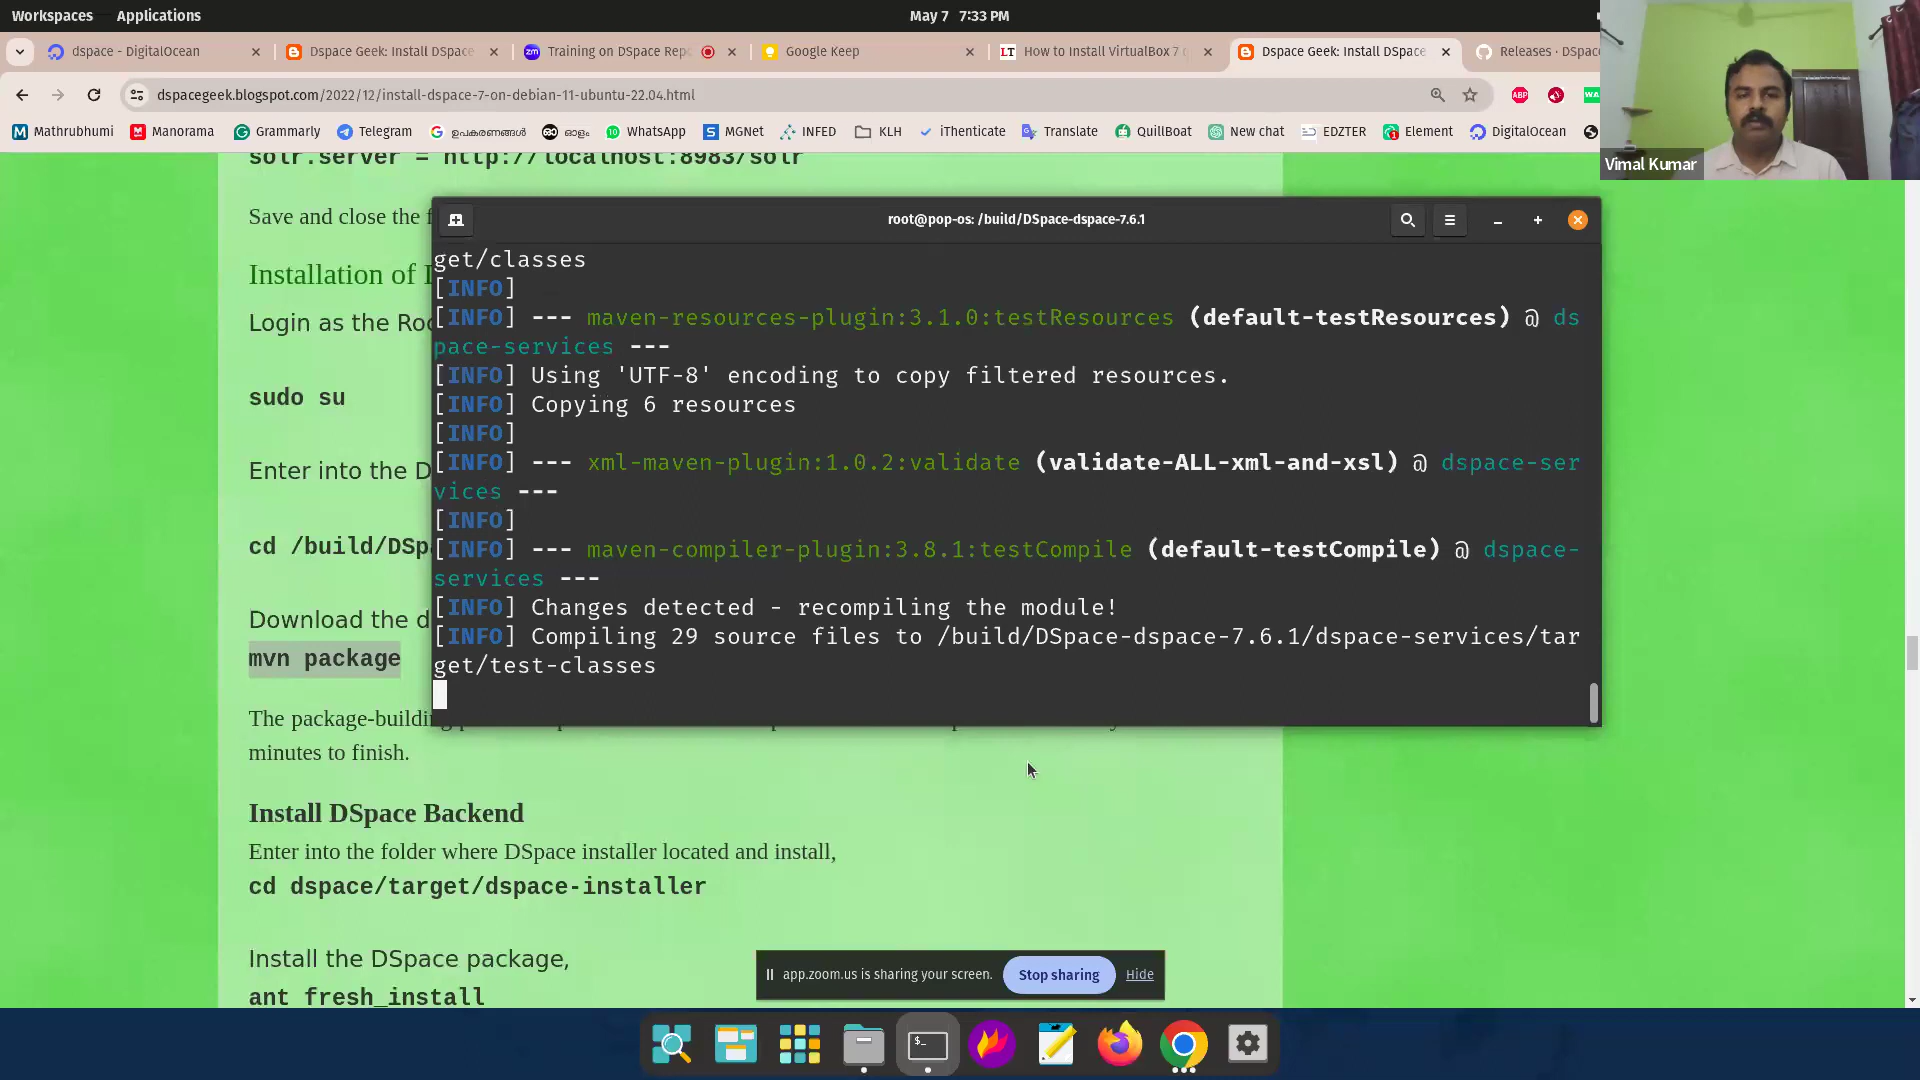 Workspaces Applications
May 7 7:33 PM
dspace - DigitalOcean
Dspace Geek: Install DSpace
Training on DSpace Rep
Google Keep
How to Install VirtualBox 7
Dspace Geek: Install DSpace
Releases · DSpac
dspacegeek.blogspot.com/2022/12/install-dspace-7-on-debian-11-ubuntu-22.04.html
Mathrubhumi Manorama Grammarly Telegram ഉപകരണങ്ങൾ ഓളം WhatsApp MGNet INFED KLH iThenticate Translate QuillBoat New chat EDZTER Element DigitalOcean
Vimal Kumar
solr.server = http://localhost:8983/solr
Save and close the f
Installation of
Login as the Roo
sudo su
Enter into the D
cd /build/DSp
Download the d
mvn package
The package-building
minutes to finish.
Install DSpace Backend
Enter into the folder where DSpace installer located and install,
cd dspace/target/dspace-installer
Install the DSpace package,
ant fresh_install
root@pop-os: /build/DSpace-dspace-7.6.1
get/classes
[INFO]
[INFO] --- maven-resources-plugin:3.1.0:testResources (default-testResources) @ ds
pace-services ---
[INFO] Using 'UTF-8' encoding to copy filtered resources.
[INFO] Copying 6 resources
[INFO]
[INFO] --- xml-maven-plugin:1.0.2:validate (validate-ALL-xml-and-xsl) @ dspace-ser
vices ---
[INFO]
[INFO] --- maven-compiler-plugin:3.8.1:testCompile (default-testCompile) @ dspace-
services ---
[INFO] Changes detected - recompiling the module!
[INFO] Compiling 29 source files to /build/DSpace-dspace-7.6.1/dspace-services/tar
get/test-classes
app.zoom.us is sharing your screen. Stop sharing Hide